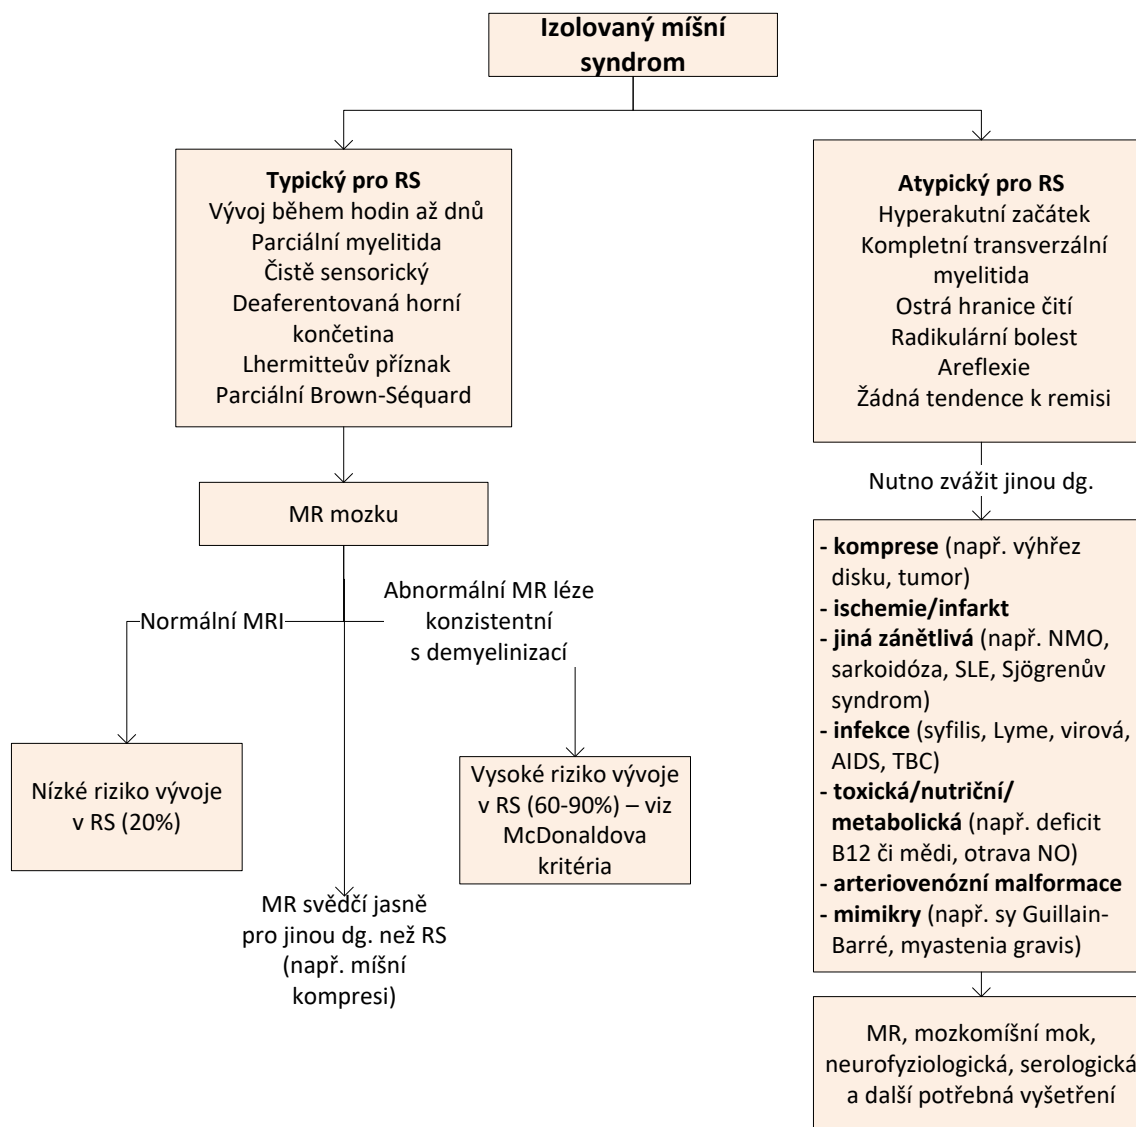 Izolovaný míšní
syndrom
Typický pro RS
Vývoj během hodin až dnů
Parciální myelitida
Čistě sensorický
Deaferentovaná horní
končetina
Lhermitteův příznak
Parciální Brown-Séquard
Atypický pro RS
Hyperakutní začátek
Kompletní transverzální
myelitida
Ostrá hranice čití
Radikulární bolest
Areflexie
Žádná tendence k remisi
MR mozku
Nutno zvážit jinou dg.
Normální MRI
Abnormální MR léze
konzistentní
s demyelinizací
Nízké riziko vývoje
v RS (20%)
Vysoké riziko vývoje
v RS (60-90%) – viz
McDonaldova
kritéria
MR svědčí jasně
pro jinou dg. než RS
(např. míšní
kompresi)
- komprese (např. výhřez
disku, tumor)
- ischemie/infarkt
- jiná zánětlivá (např. NMO,
sarkoidóza, SLE, Sjögrenův
syndrom)
- infekce (syfilis, Lyme, virová,
AIDS, TBC)
- toxická/nutriční/
metabolická (např. deficit
B12 či mědi, otrava NO)
- arteriovenózní malformace
- mimikry (např. sy Guillain-
Barré, myastenia gravis)
MR, mozkomíšní mok,
neurofyziologická, serologická
a další potřebná vyšetření